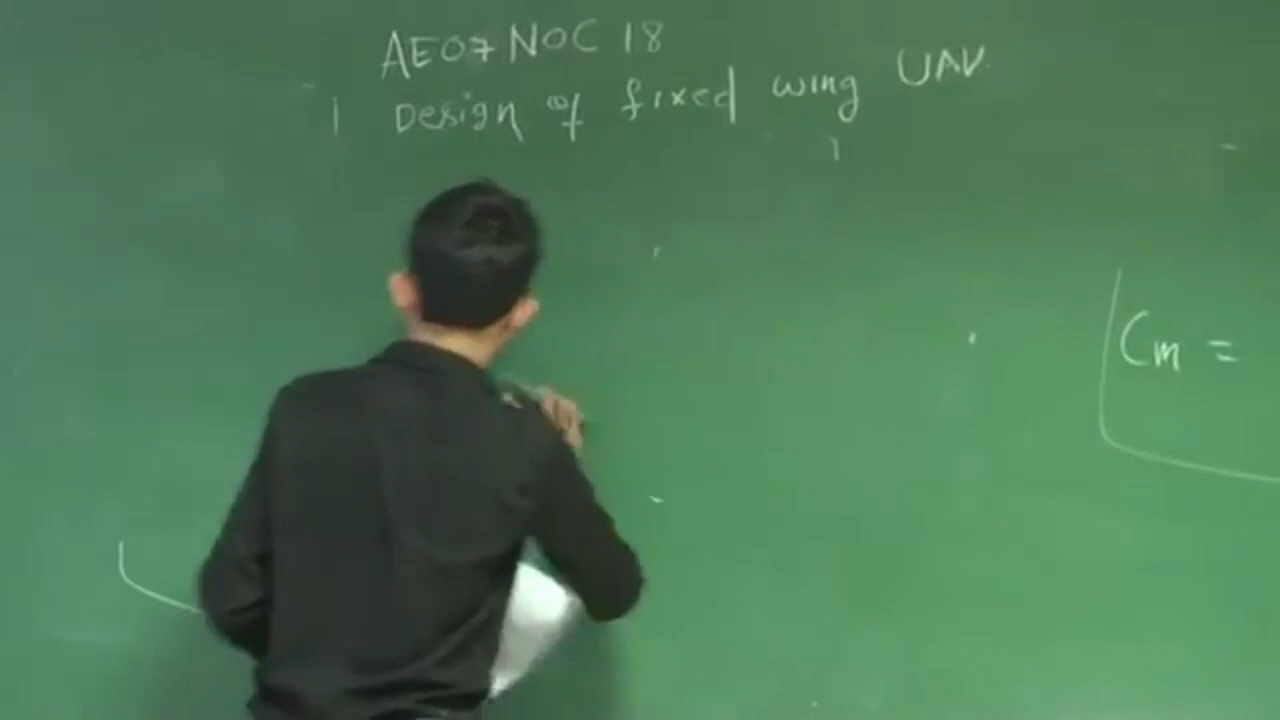 AE07NOC18
Design of fixed wing UAV
Cm =